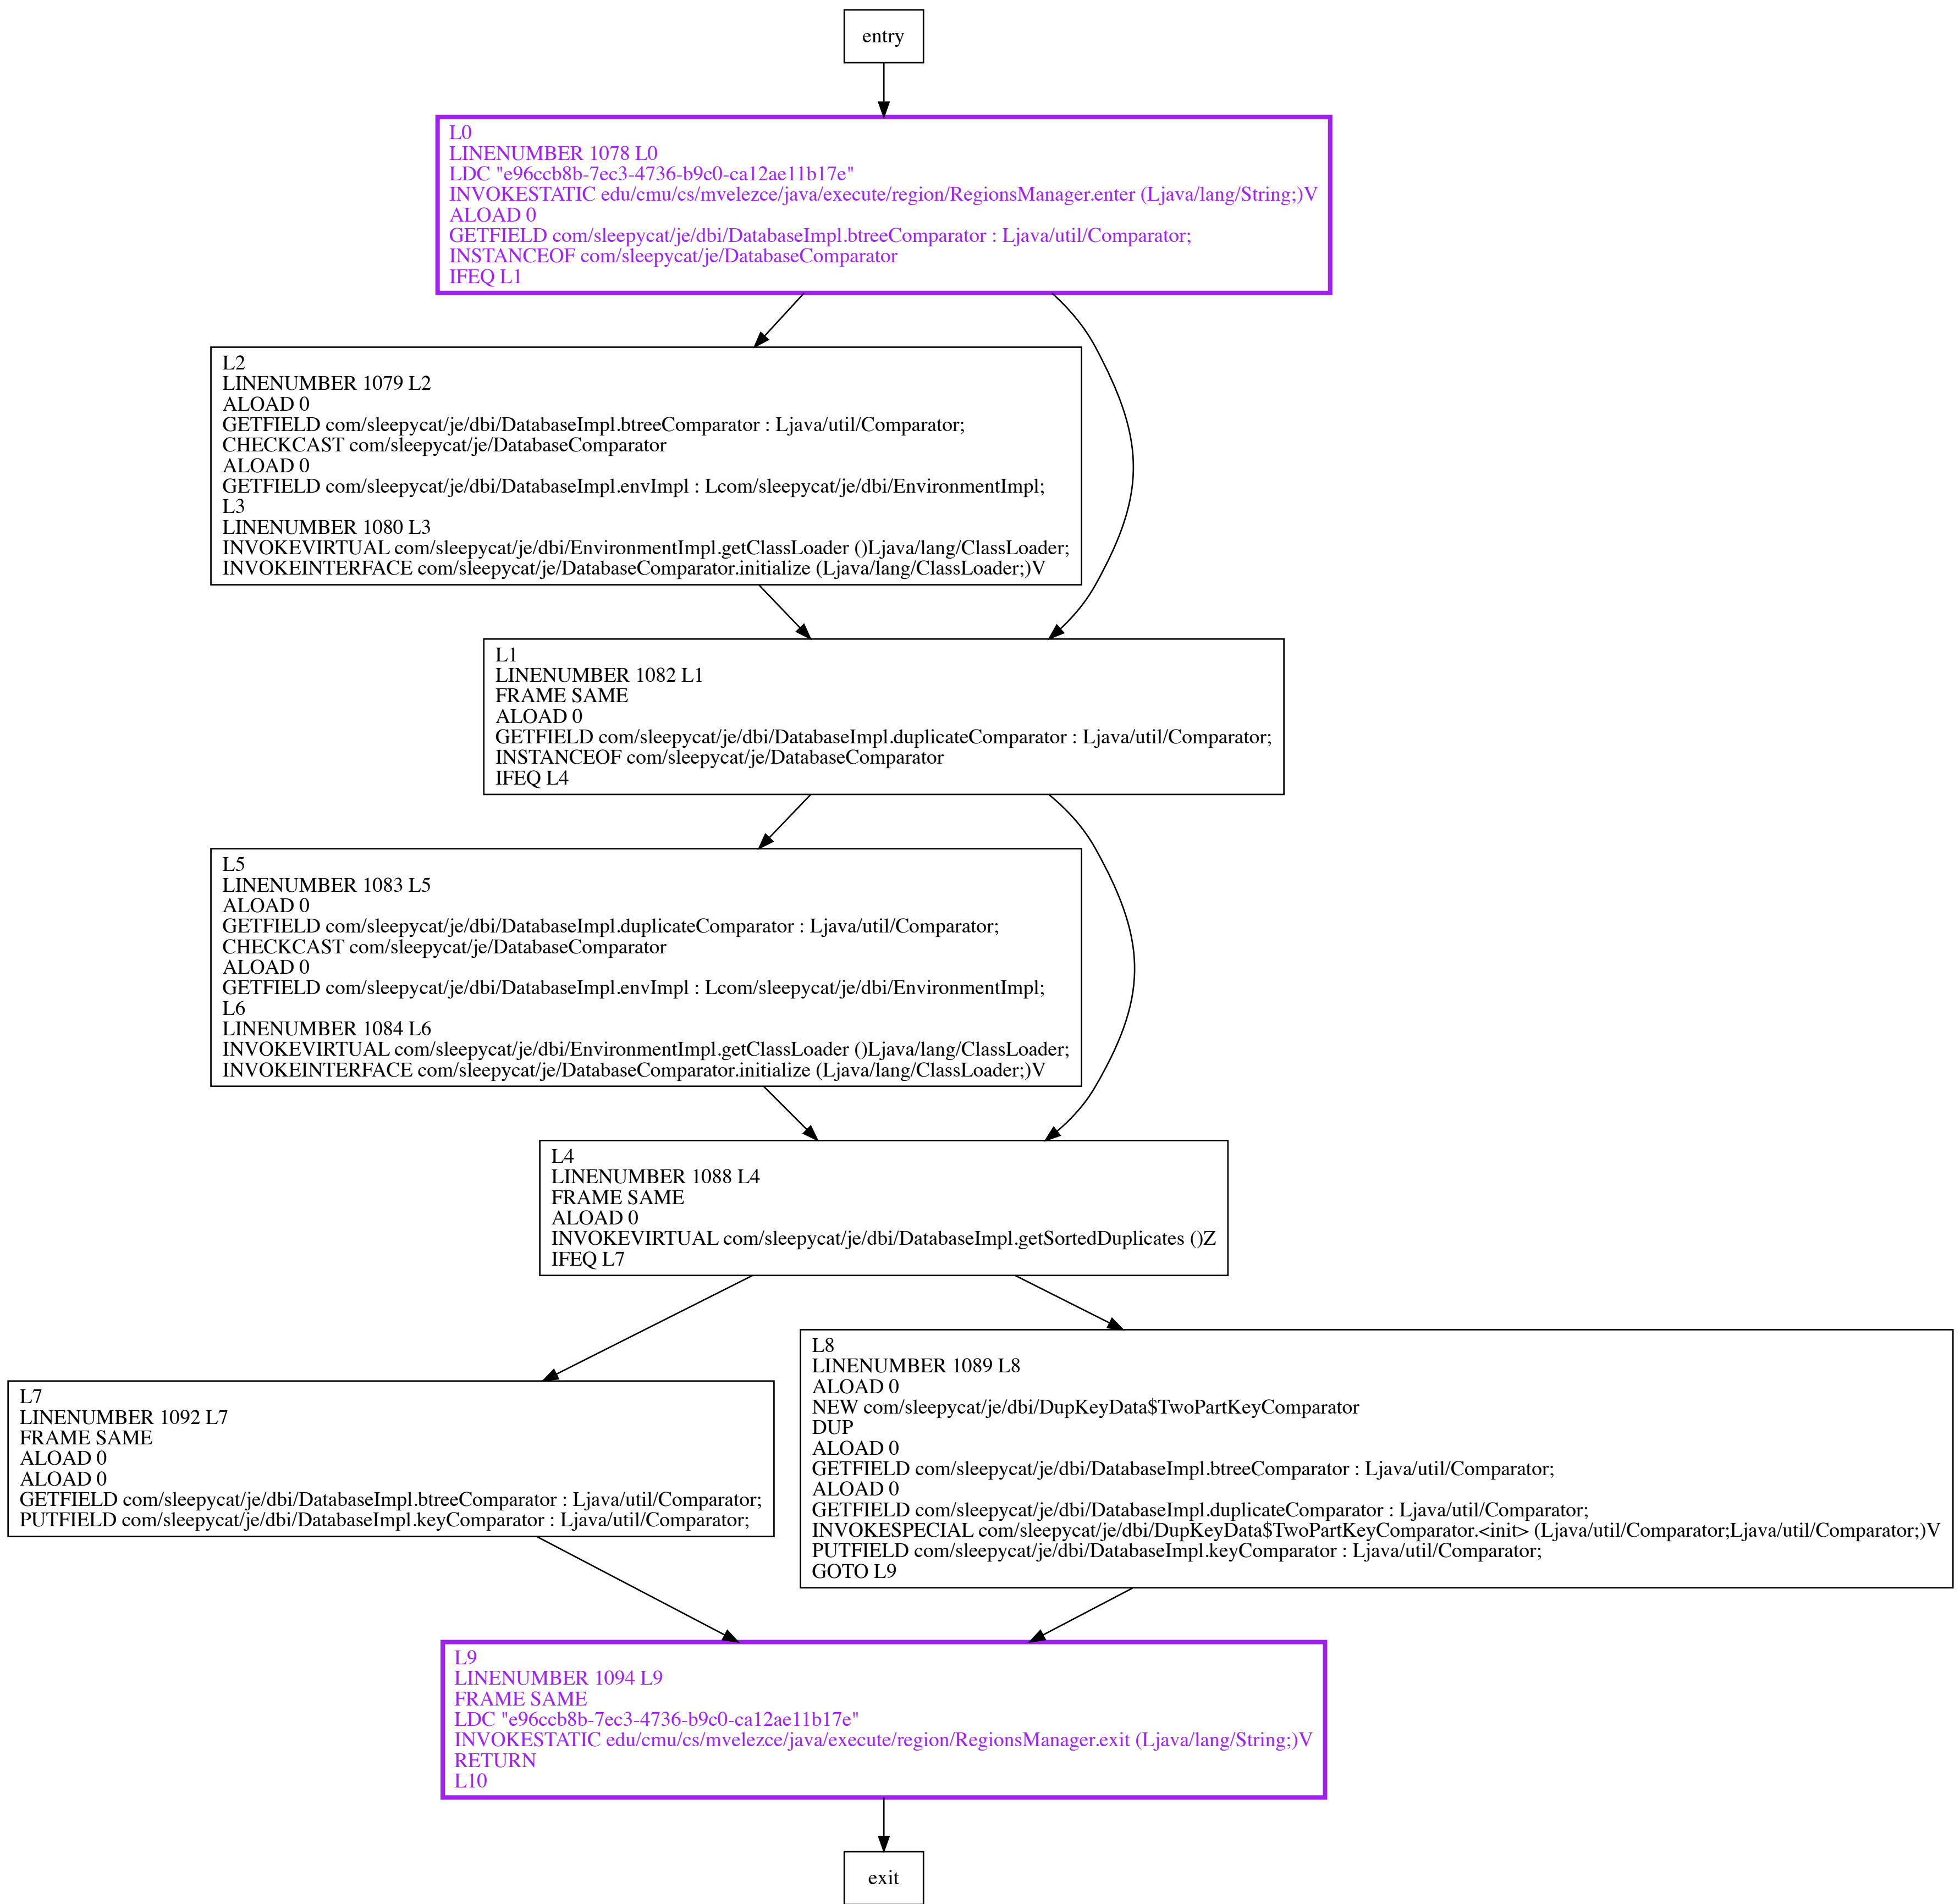 entry
L0
LINENUMBER 1078 L0
LDC "e96ccb8b-7ec3-4736-b9c0-ca12ae11b17e"
INVOKESTATIC edu/cmu/cs/mvelezce/java/execute/region/RegionsManager.enter (Ljava/lang/String;)V
ALOAD 0
GETFIELD com/sleepycat/je/dbi/DatabaseImpl.btreeComparator : Ljava/util/Comparator;
INSTANCEOF com/sleepycat/je/DatabaseComparator
IFEQ L1
L2
LINENUMBER 1079 L2
ALOAD 0
GETFIELD com/sleepycat/je/dbi/DatabaseImpl.btreeComparator : Ljava/util/Comparator;
CHECKCAST com/sleepycat/je/DatabaseComparator
ALOAD 0
GETFIELD com/sleepycat/je/dbi/DatabaseImpl.envImpl : Lcom/sleepycat/je/dbi/EnvironmentImpl;
L3
LINENUMBER 1080 L3
INVOKEVIRTUAL com/sleepycat/je/dbi/EnvironmentImpl.getClassLoader ()Ljava/lang/ClassLoader;
INVOKEINTERFACE com/sleepycat/je/DatabaseComparator.initialize (Ljava/lang/ClassLoader;)V
L1
LINENUMBER 1082 L1
FRAME SAME
ALOAD 0
GETFIELD com/sleepycat/je/dbi/DatabaseImpl.duplicateComparator : Ljava/util/Comparator;
INSTANCEOF com/sleepycat/je/DatabaseComparator
IFEQ L4
L5
LINENUMBER 1083 L5
ALOAD 0
GETFIELD com/sleepycat/je/dbi/DatabaseImpl.duplicateComparator : Ljava/util/Comparator;
CHECKCAST com/sleepycat/je/DatabaseComparator
ALOAD 0
GETFIELD com/sleepycat/je/dbi/DatabaseImpl.envImpl : Lcom/sleepycat/je/dbi/EnvironmentImpl;
L6
LINENUMBER 1084 L6
INVOKEVIRTUAL com/sleepycat/je/dbi/EnvironmentImpl.getClassLoader ()Ljava/lang/ClassLoader;
INVOKEINTERFACE com/sleepycat/je/DatabaseComparator.initialize (Ljava/lang/ClassLoader;)V
L4
LINENUMBER 1088 L4
FRAME SAME
ALOAD 0
INVOKEVIRTUAL com/sleepycat/je/dbi/DatabaseImpl.getSortedDuplicates ()Z
IFEQ L7
L7
LINENUMBER 1092 L7
FRAME SAME
ALOAD 0
ALOAD 0
GETFIELD com/sleepycat/je/dbi/DatabaseImpl.btreeComparator : Ljava/util/Comparator;
PUTFIELD com/sleepycat/je/dbi/DatabaseImpl.keyComparator : Ljava/util/Comparator;
L8
LINENUMBER 1089 L8
ALOAD 0
NEW com/sleepycat/je/dbi/DupKeyData$TwoPartKeyComparator
DUP
ALOAD 0
GETFIELD com/sleepycat/je/dbi/DatabaseImpl.btreeComparator : Ljava/util/Comparator;
ALOAD 0
GETFIELD com/sleepycat/je/dbi/DatabaseImpl.duplicateComparator : Ljava/util/Comparator;
INVOKESPECIAL com/sleepycat/je/dbi/DupKeyData$TwoPartKeyComparator.<init> (Ljava/util/Comparator;Ljava/util/Comparator;)V
PUTFIELD com/sleepycat/je/dbi/DatabaseImpl.keyComparator : Ljava/util/Comparator;
GOTO L9
L9
LINENUMBER 1094 L9
FRAME SAME
LDC "e96ccb8b-7ec3-4736-b9c0-ca12ae11b17e"
INVOKESTATIC edu/cmu/cs/mvelezce/java/execute/region/RegionsManager.exit (Ljava/lang/String;)V
RETURN
L10
exit